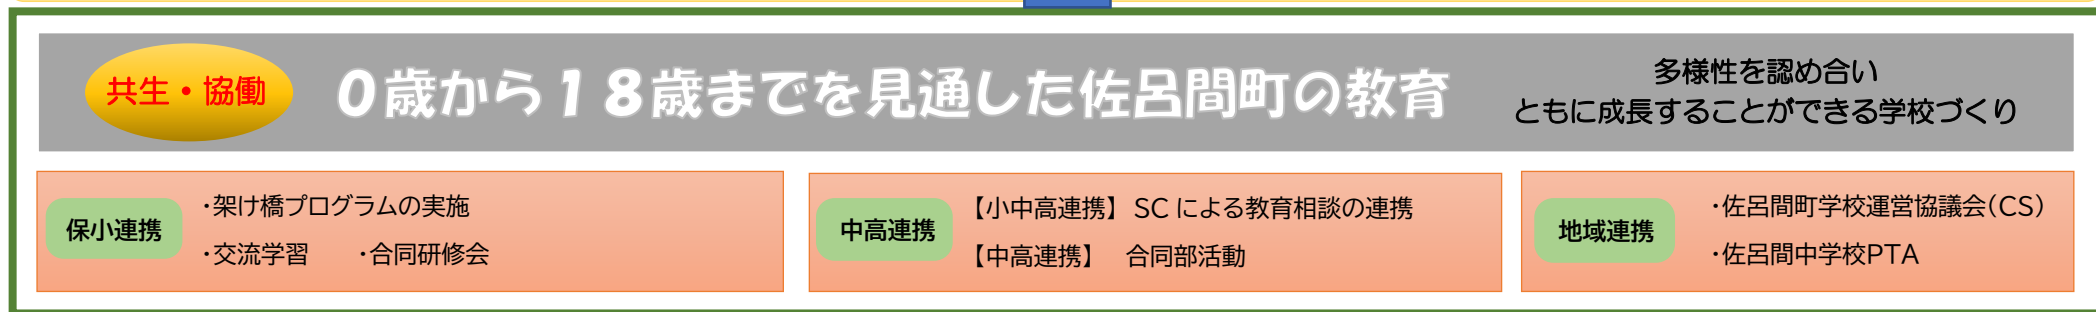 共生・協働
0歳から18歳までを見通した佐呂間町の教育
多様性を認め合い
ともに成長することができる学校づくり
保小連携
・架け橋プログラムの実施
・交流学習　　・合同研修会
中高連携
【小中高連携】SCによる教育相談の連携
【中高連携】　合同部活動
地域連携
・佐呂間町学校運営協議会（CS）
・佐呂間中学校PTA